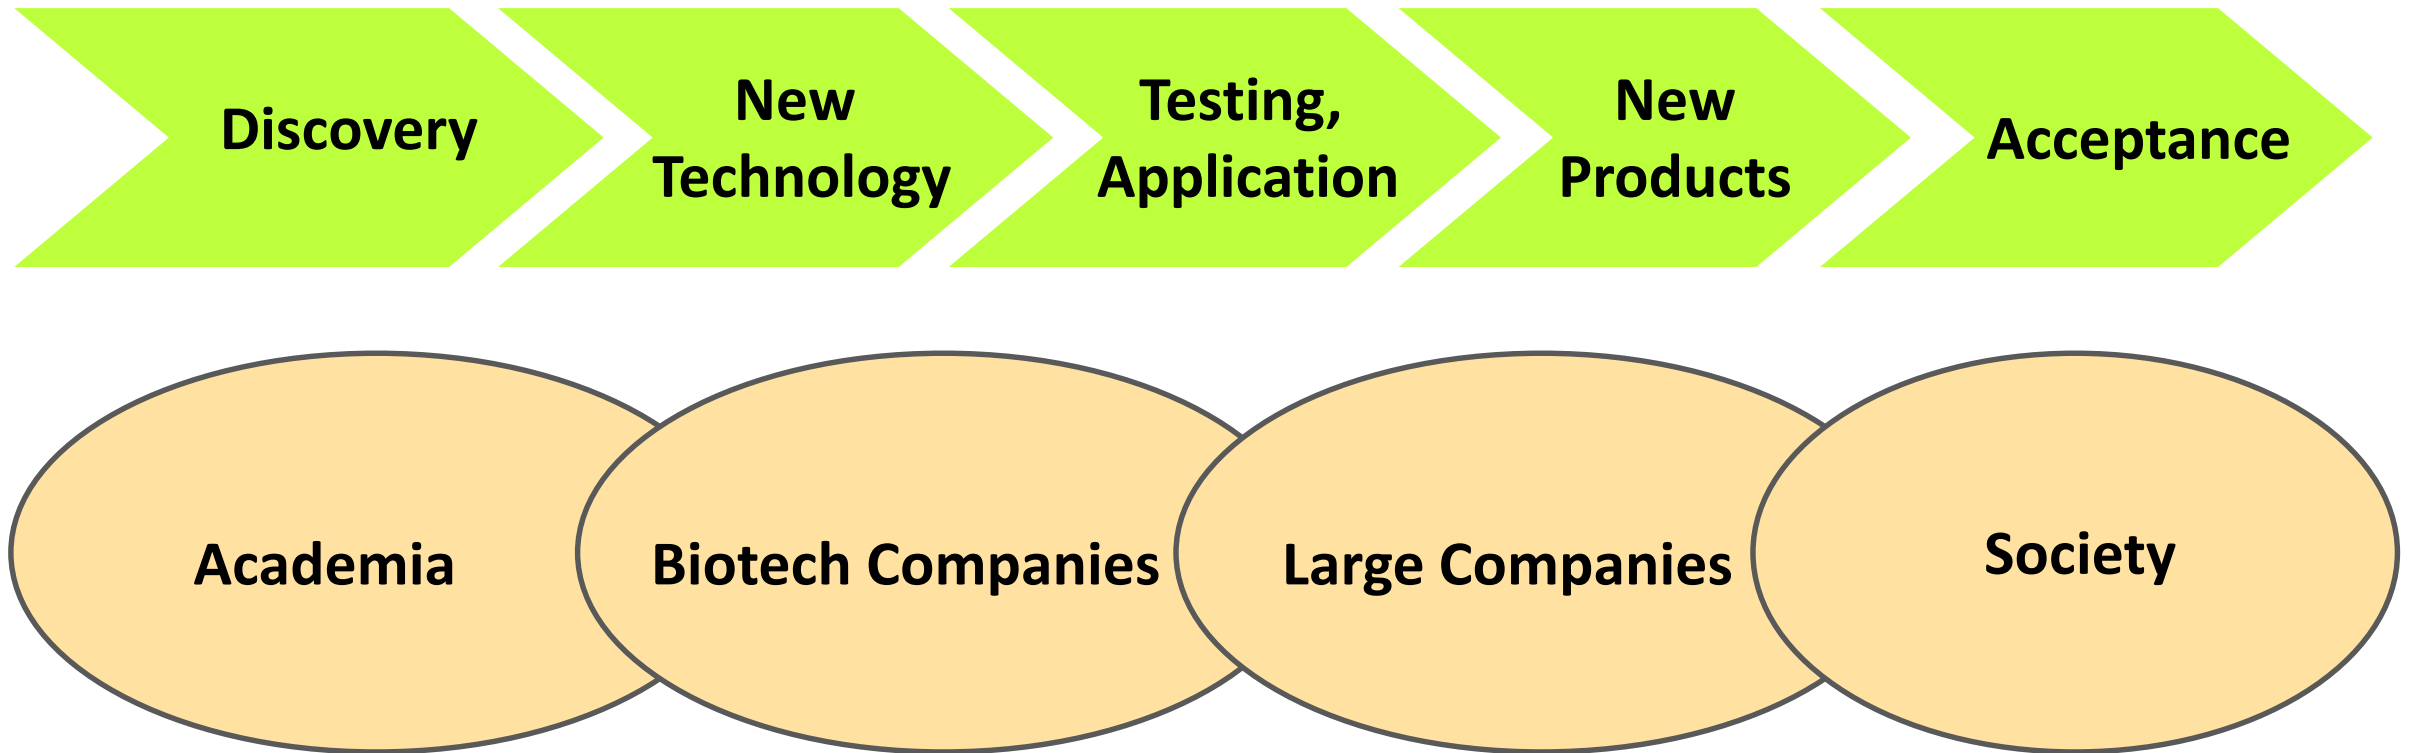 Discovery
New
Technology
Testing,
Application
New
Products
Acceptance
Academia
Biotech Companies
Large Companies
Society